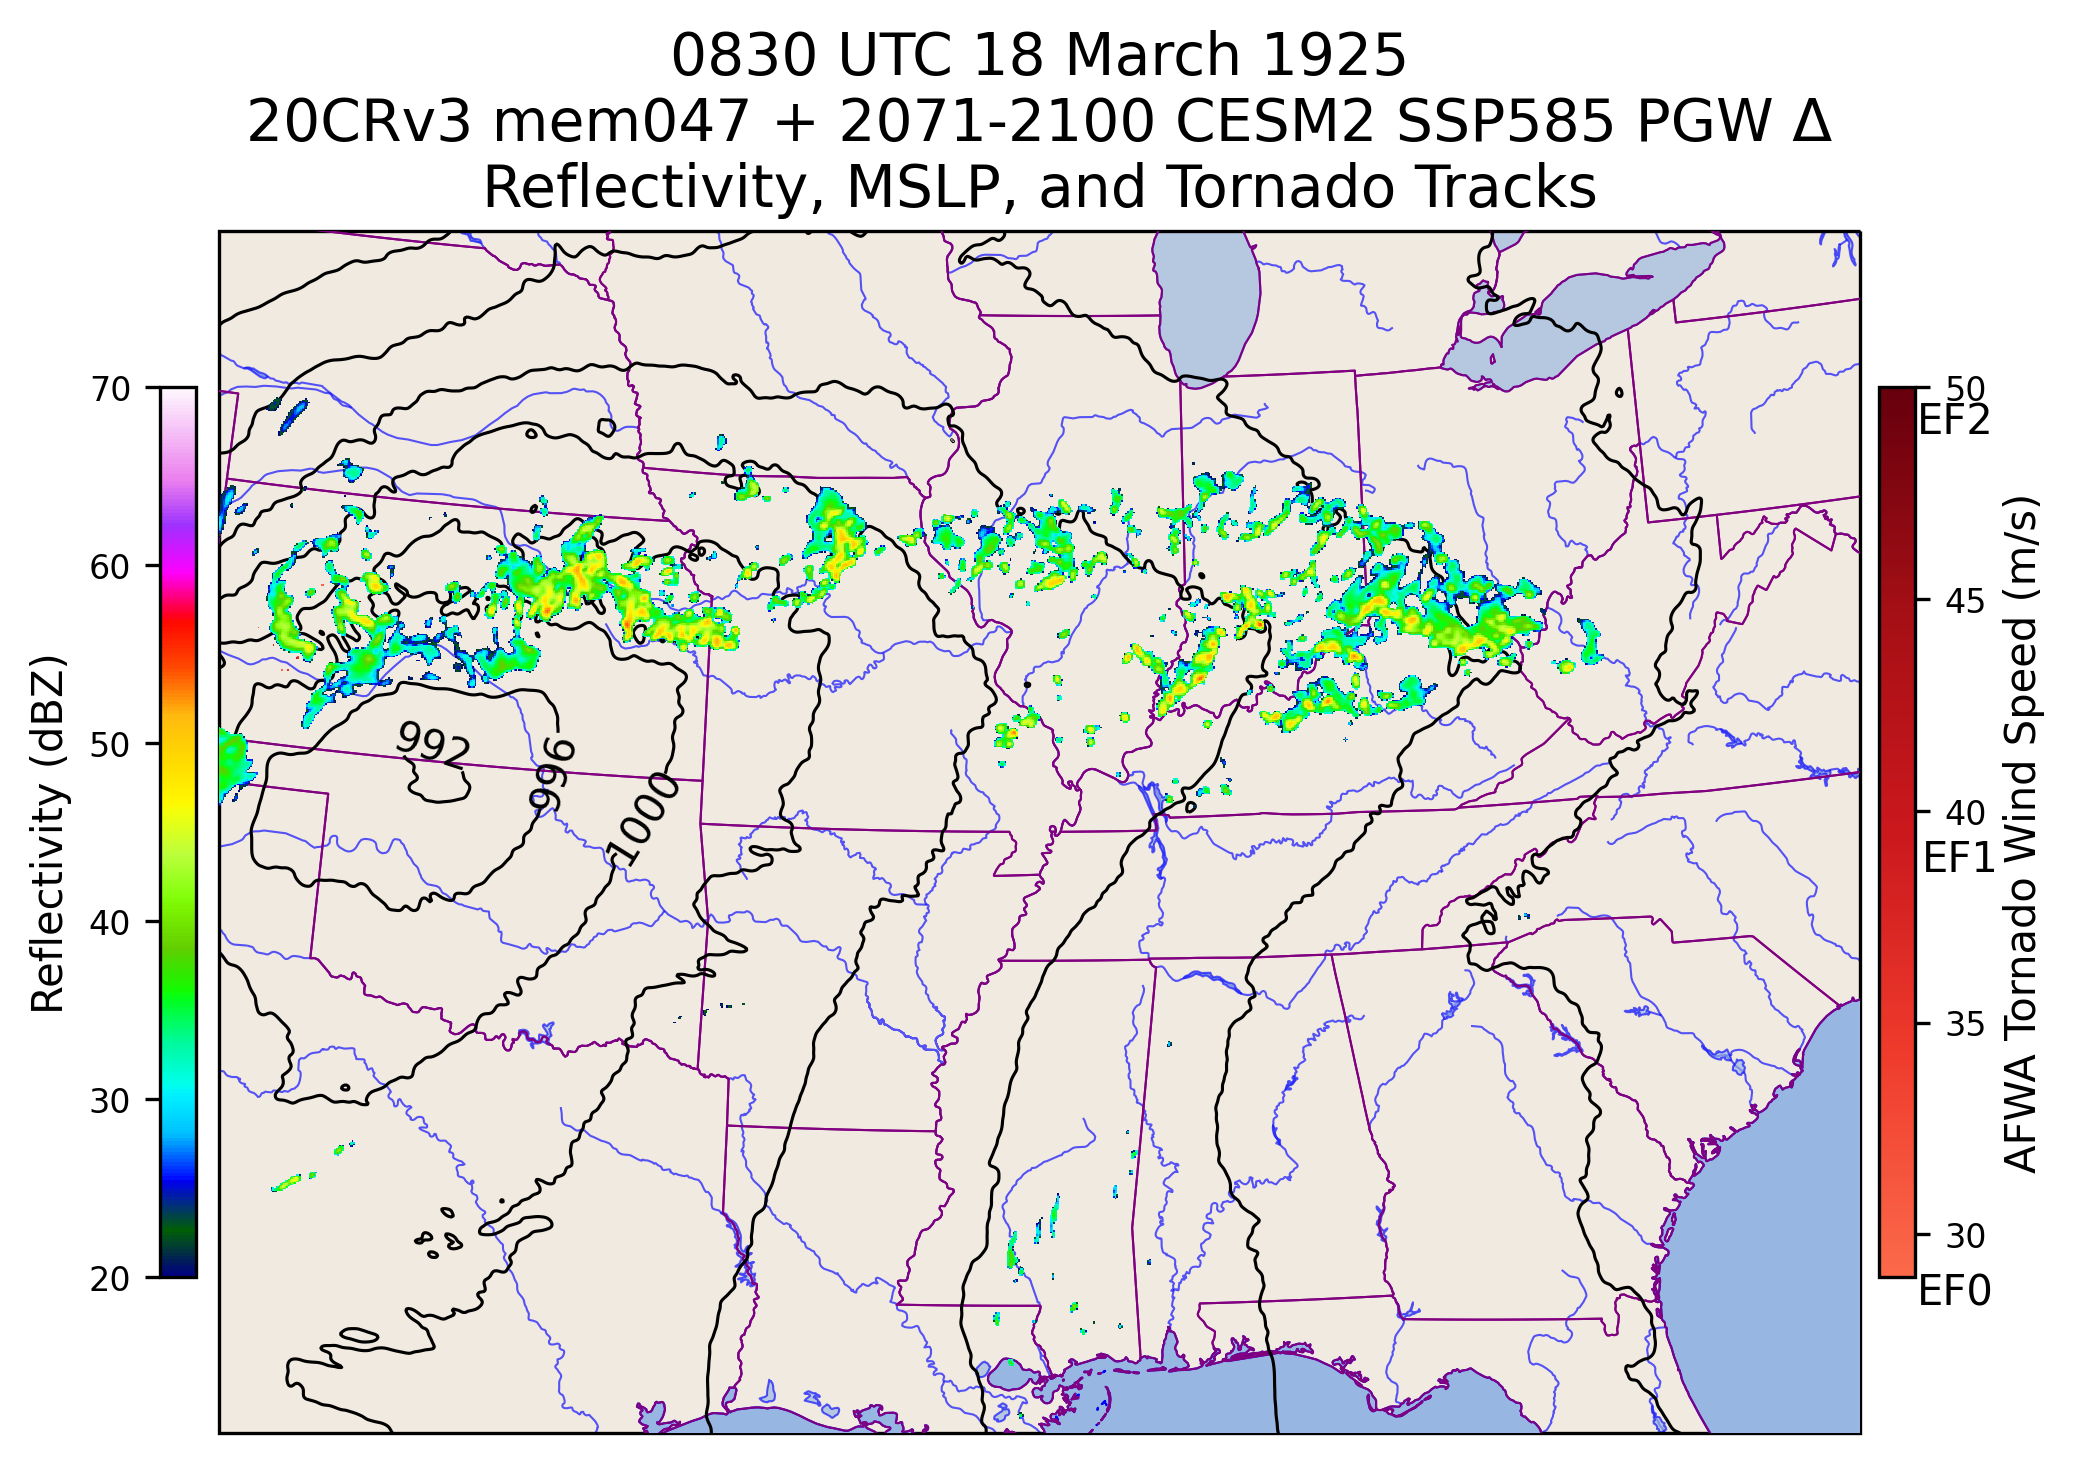 0830 UTC 18 March 1925
20CRv3 mem047 + 2071-2100 CESM2 SSP585 PGW Δ
Reflectivity, MSLP, and Tornado Tracks
70
60
50
40
30
20
Reflectivity (dBZ)
992
996
1000
50
EF2
45
40
EF1
35
30
EF0
AFWA Tornado Wind Speed (m/s)